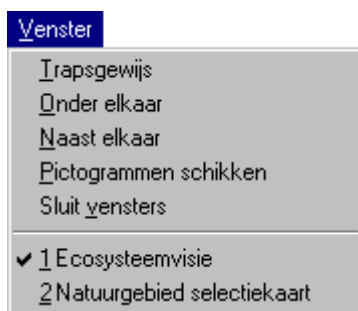 Venster
Trapsgewijs
Onder elkaar
Naast elkaar
Pictogrammen schikken
Sluit vensters
1 Ecosysteemvisie
2 Natuurgebied selectiekaart